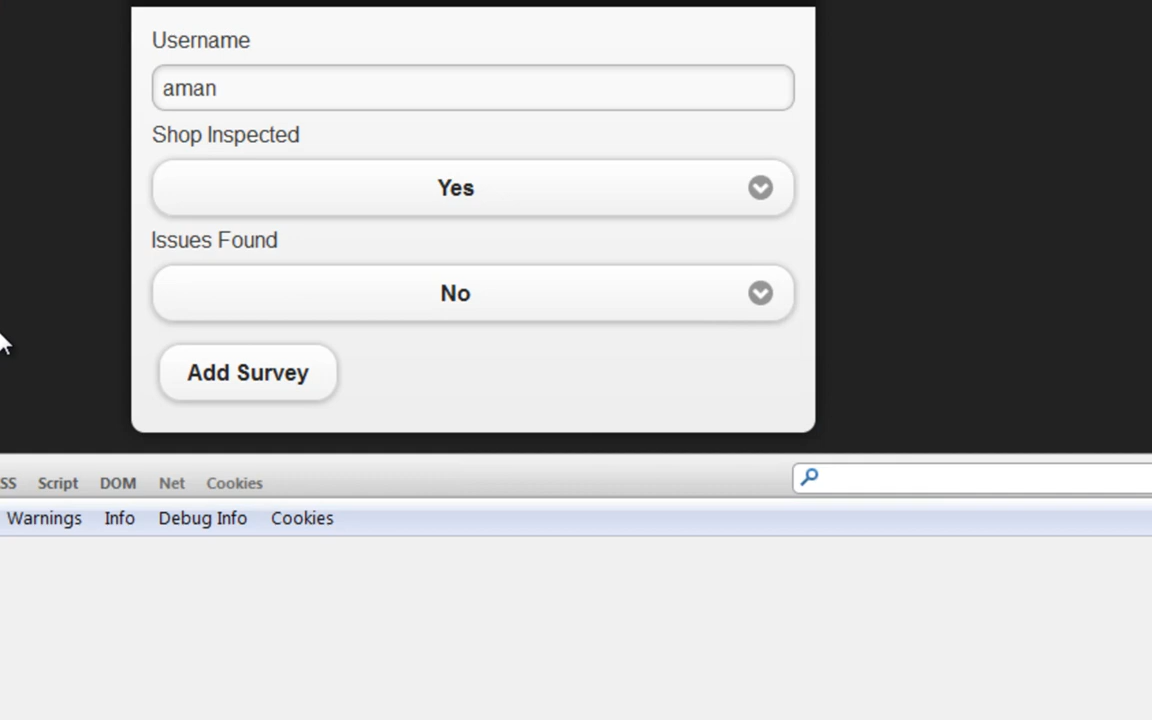 Username
aman
Shop Inspected
Yes
Issues Found
No
Add Survey
SS Script DOM Net Cookies
Warnings Info Debug Info Cookies